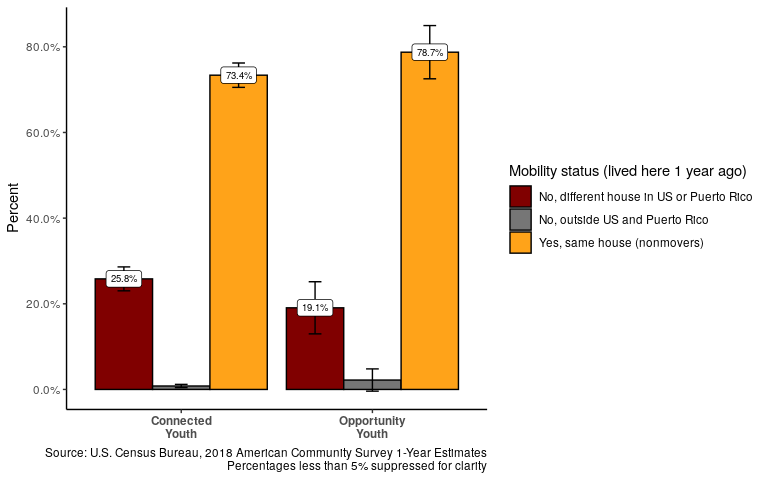 Percent
80.0%
60.0%
40.0%
20.0%
0.0%
25.8%
73.4%
19.1%
78.7%
Connected
Youth
Opportunity
Youth
Mobility status (lived here 1 year ago)
No, different house in US or Puerto Rico
No, outside US and Puerto Rico
Yes, same house (nonmovers)
Source: U.S. Census Bureau, 2018 American Community Survey 1-Year Estimates
Percentages less than 5% suppressed for clarity